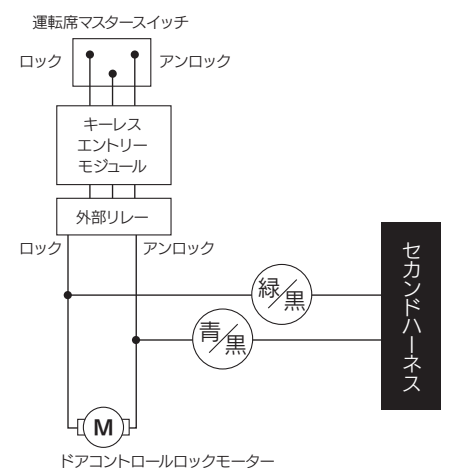 運転席マスタースイッチ
ロック
アンロック
キーレス
エントリー
モジュール
外部リレー
ロック
アンロック
緑/黒
青/黒
セカンドハーネス
M
ドアコントロールロックモーター